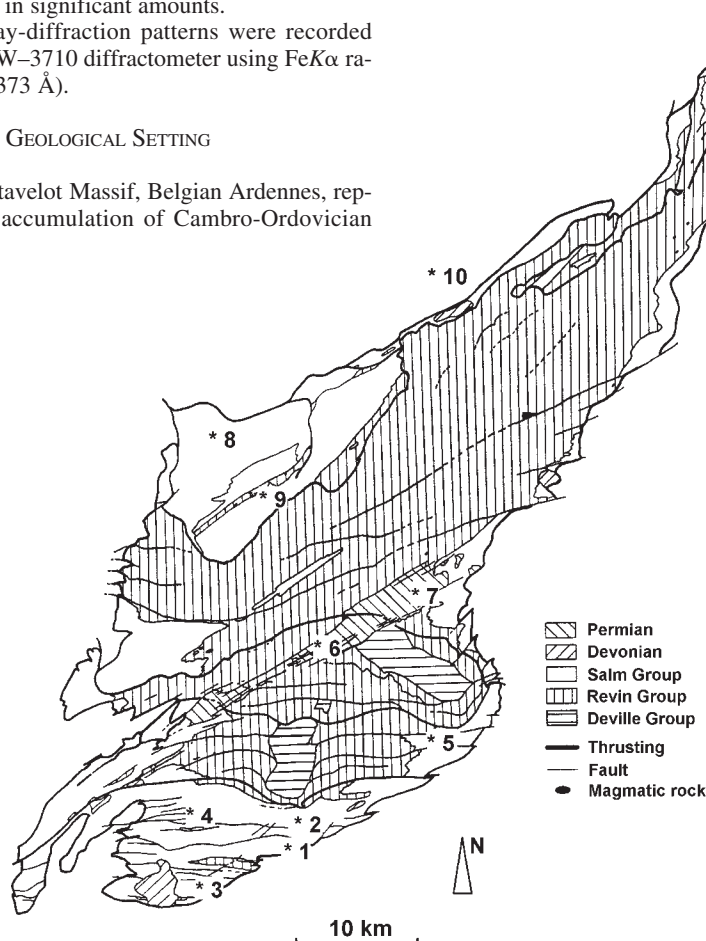 in significant amounts.
ay-diffraction patterns were recorded
W–3710 diffractometer using FeKα ra-
373 Å).
GEOLOGICAL SETTING
tavelot Massif, Belgian Ardennes, rep-
accumulation of Cambro-Ordovician
* 10
* 8
* 9
* 7
* 6
* 5
* 4
* 2
* 1
* 3
Permian
Devonian
Salm Group
Revin Group
Deville Group
Thrusting
Fault
Magmatic rock
N
10 km